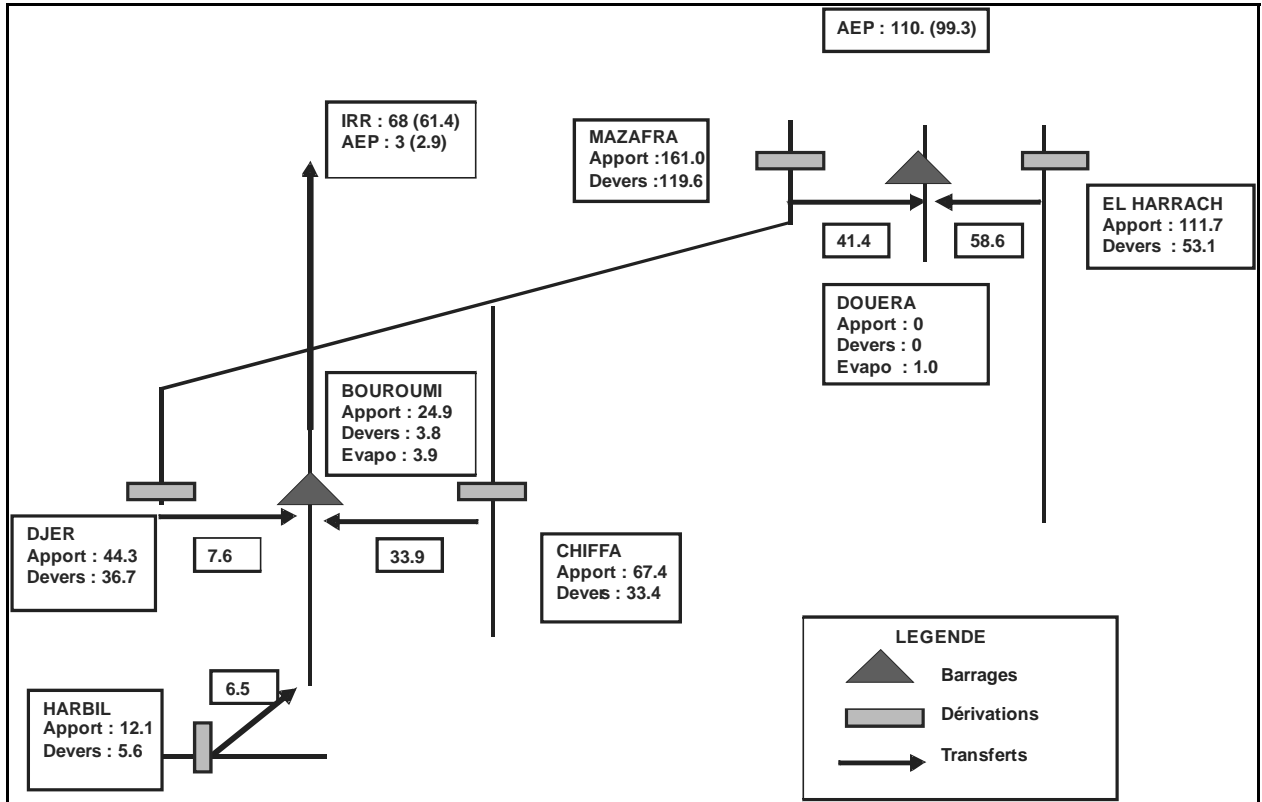 AEP : 110. (99.3)
IRR : 68 (61.4)
AEP : 3 (2.9)
MAZAFRA
Apport :161.0
Devers :119.6
EL HARRACH
Apport : 111.7
Devers : 53.1
41.4
58.6
DOUERA
Apport : 0
Devers : 0
Evapo : 1.0
BOUROUMI
Apport : 24.9
Devers : 3.8
Evapo : 3.9
DJER
Apport : 44.3
Devers : 36.7
7.6
33.9
CHIFFA
Apport : 67.4
Devers : 33.4
HARBIL
Apport : 12.1
Devers : 5.6
6.5
LEGENDE
Barrages
Dérivations
Transferts